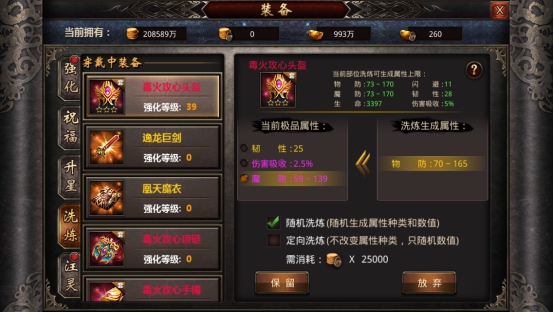 装备
当前拥有： 208589万 0 993万 260
强化
祝福
升星
洗炼
注灵
穿戴中装备
毒火攻心头盔
强化等级：39
逸龙巨剑
强化等级：0
凰天魔衣
强化等级：0
毒火攻心项链
强化等级：0
毒火攻心手镯
毒火攻心头盔
当前部位洗炼可生成属性上限：
物 防：73~170 闪 避：11
魔 防：73~170 韧 性：28
生 命：3397 伤害吸收：5%
当前极品属性：
韧 性：25
伤害吸收：2.5%
魔 防：59~139
洗炼生成属性：
物 防：70~165
随机洗炼(随机生成属性种类和数值)
定向洗炼(不改变属性种类，只随机数值)
需消耗： X 25000
保 留
放 弃